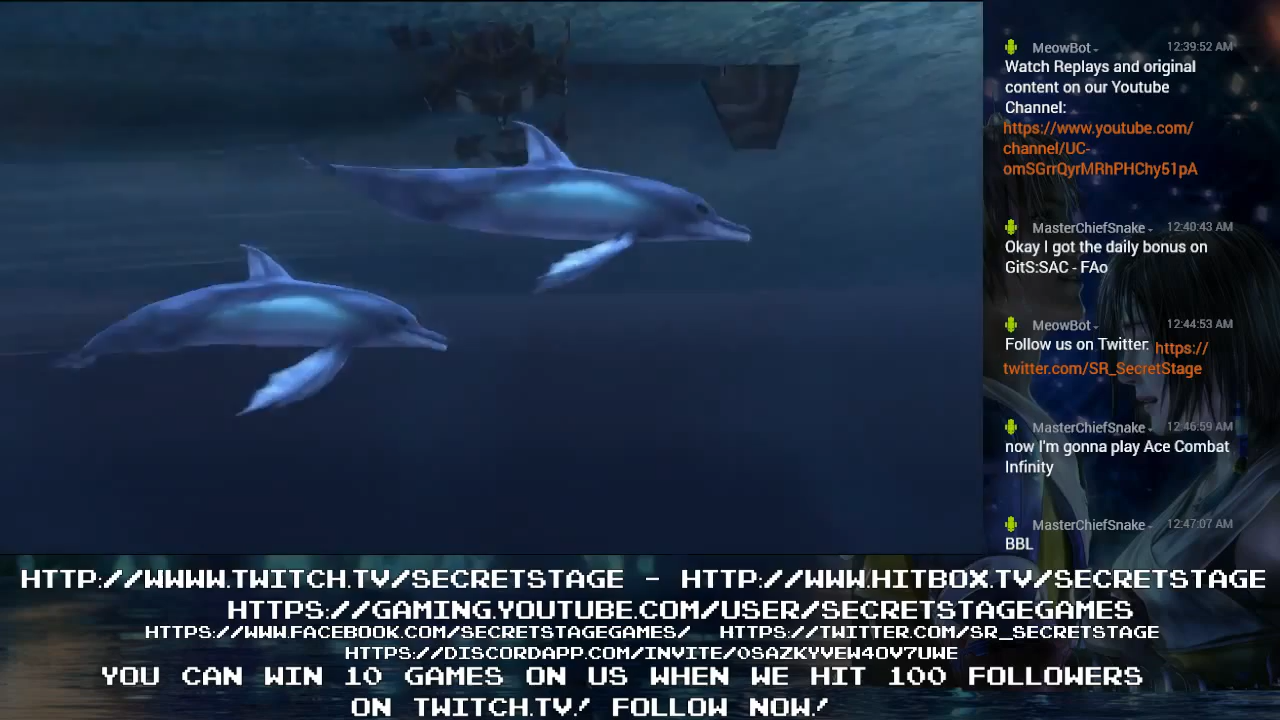 MeowBot 12:39:52 AM
Watch Replays and original
content on our Youtube
Channel:
https://www.youtube.com/
channel/UC-
omSGrrQyrMRhPHChy51pA
MasterChiefSnake 12:40:43 AM
Okay I got the daily bonus on
GitS:SAC - FAo
MeowBot 12:44:53 AM
Follow us on Twitter: https://
twitter.com/SR_SecretStage
MasterChiefSnake 12:46:59 AM
now I'm gonna play Ace Combat
Infinity
MasterChiefSnake 12:47:07 AM
BBL
HTTP://WWWW.TWITCH.TV/SECRETSTAGE - HTTP://WWW.HITBOX.TV/SECRETSTAGE
HTTPS://GAMING.YOUTUBE.COM/USER/SECRETSTAGEGAMES
HTTPS://WWW.FACEBOOK.COM/SECRETSTAGEGAMES/ HTTPS://TWITTER.COM/SR_SECRETSTAGE
HTTPS://DISCORDAPP.COM/INVITE/0SAZKYVEW4OV7UWE
YOU CAN WIN 10 GAMES ON US WHEN WE HIT 100 FOLLOWERS
ON TWITCH.TV! FOLLOW NOW!